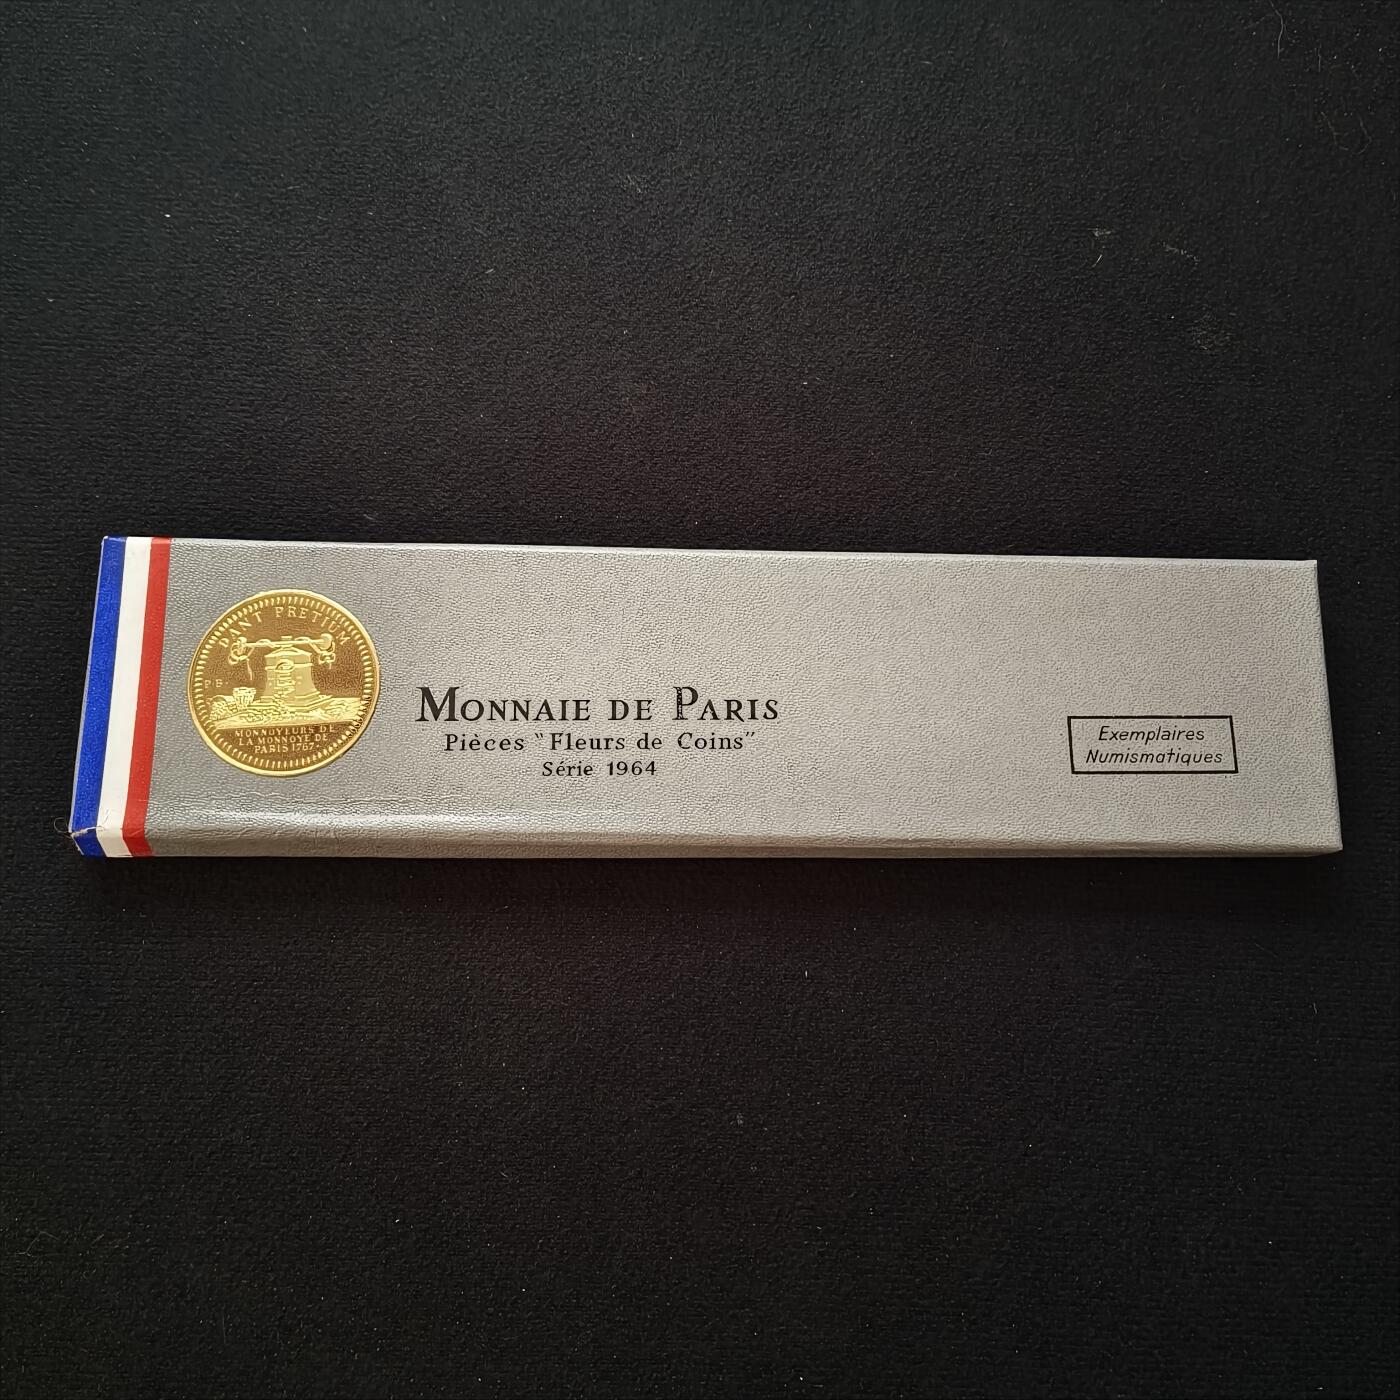 DANT PRETIUM
P.B.
MONNOYEURS DE
LA MONNOYE DE
PARIS 1767
MONNAIE DE PARIS
Pièces "Fleurs de Coins"
Série 1964
Exemplaires
Numismatiques